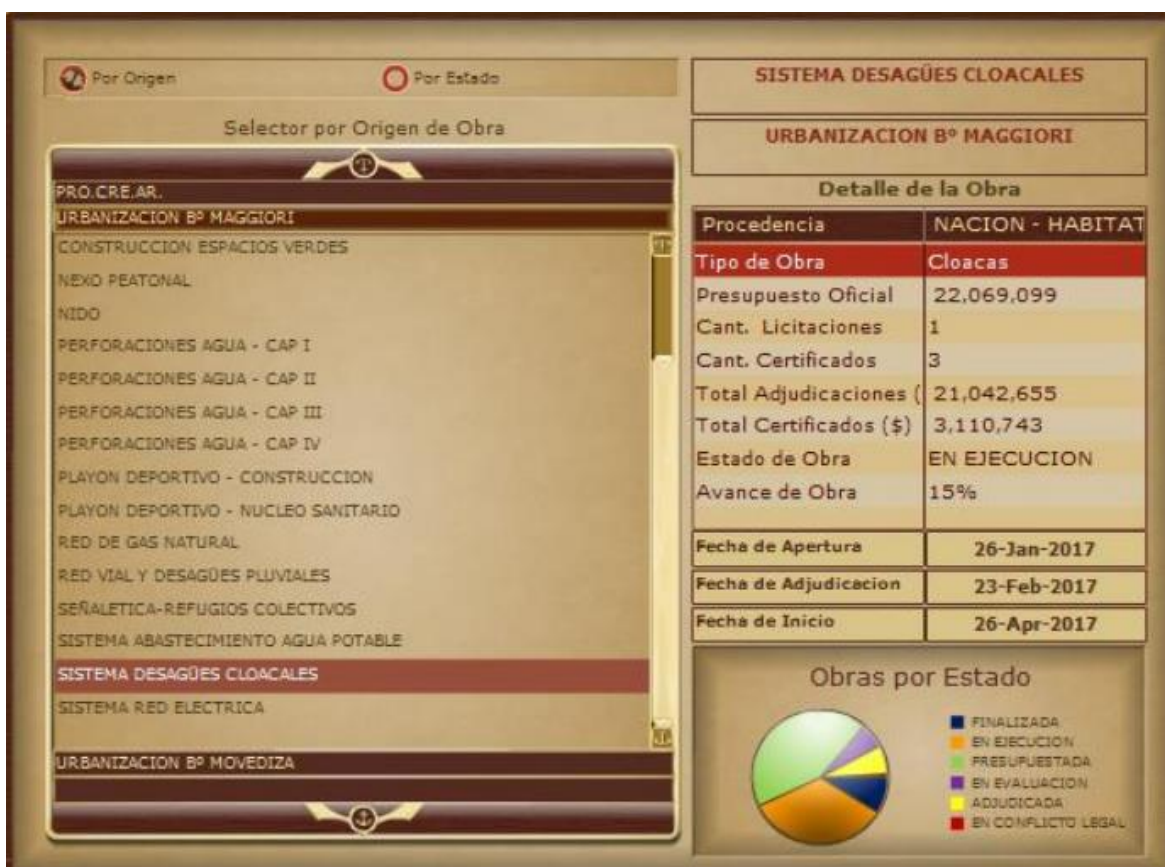 Por Origen
Por Estado
Selector por Origen de Obra
PRO.CRE.AR.
URBANIZACION Bº MAGGIORI
CONSTRUCCION ESPACIOS VERDES
NEXO PEATONAL
NIDO
PERFORACIONES AGUA - CAP I
PERFORACIONES AGUA - CAP II
PERFORACIONES AGUA - CAP III
PERFORACIONES AGUA - CAP IV
PLAYON DEPORTIVO - CONSTRUCCION
PLAYON DEPORTIVO - NUCLEO SANITARIO
RED DE GAS NATURAL
RED VIAL Y DESAGÜES PLUVIALES
SEÑALETICA-REFUGIOS COLECTIVOS
SISTEMA ABASTECIMIENTO AGUA POTABLE
SISTEMA DESAGÜES CLOACALES
SISTEMA RED ELECTRICA
URBANIZACION Bº MOVEDIZA
SISTEMA DESAGÜES CLOACALES
URBANIZACION Bº MAGGIORI
Detalle de la Obra
Procedencia NACION - HABITAT
Tipo de Obra Cloacas
Presupuesto Oficial 22,069,099
Cant. Licitaciones 1
Cant. Certificados 3
Total Adjudicaciones ( 21,042,655
Total Certificados ($) 3,110,743
Estado de Obra EN EJECUCION
Avance de Obra 15%
Fecha de Apertura 26-Jan-2017
Fecha de Adjudicacion 23-Feb-2017
Fecha de Inicio 26-Apr-2017
Obras por Estado
FINALIZADA
EN EJECUCION
PRESUPUESTADA
EN EVALUACION
ADJUDICADA
EN CONFLICTO LEGAL